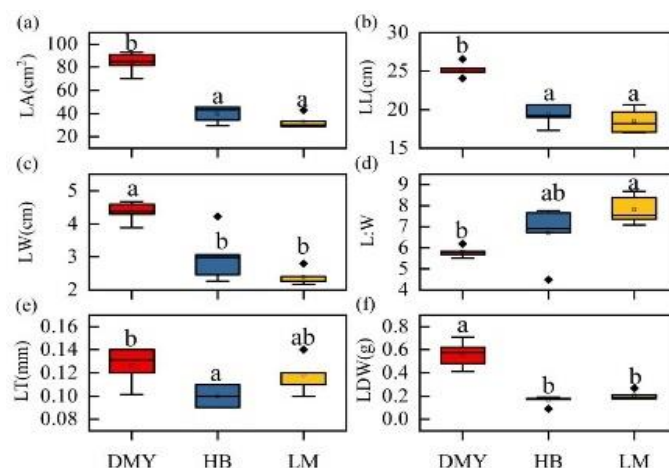 (a)
LA(cm²)
100
80
60
40
20
b
a
a
(b)
LL(cm)
30
25
20
15
b
a
a
(c)
LW(cm)
5
4
3
2
a
b
b
(d)
L:W
9
8
7
6
5
4
b
ab
a
(e)
LT(mm)
0.16
0.14
0.12
0.10
0.08
b
a
ab
DMY HB LM
(f)
LDW(g)
0.8
0.6
0.4
0.2
0.0
a
b
b
DMY HB LM